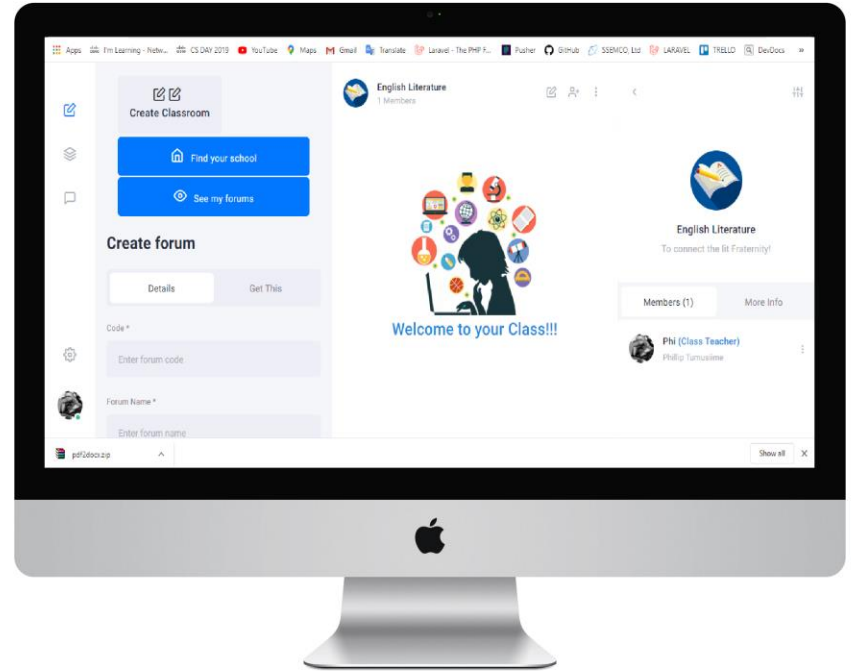 Apps
I'm Learning - Netw...
CS DAY 2019
YouTube
Maps
Gmail
Translate
Laravel - The PHP F...
Pusher
GitHub
SSEMCO, Ltd
LARAVEL
TRELLO
DevDocs
»
Create Classroom
Find your school
See my forums
Create forum
Details
Get This
Code *
Enter forum code
Forum Name *
Enter forum name
English Literature
1 Members
Welcome to your Class!!!
English Literature
To connect the lit Fraternity!
Members (1)
More Info
Phi (Class Teacher)
Phillip Tumusiime
pdf2docx.zip
Show all
X